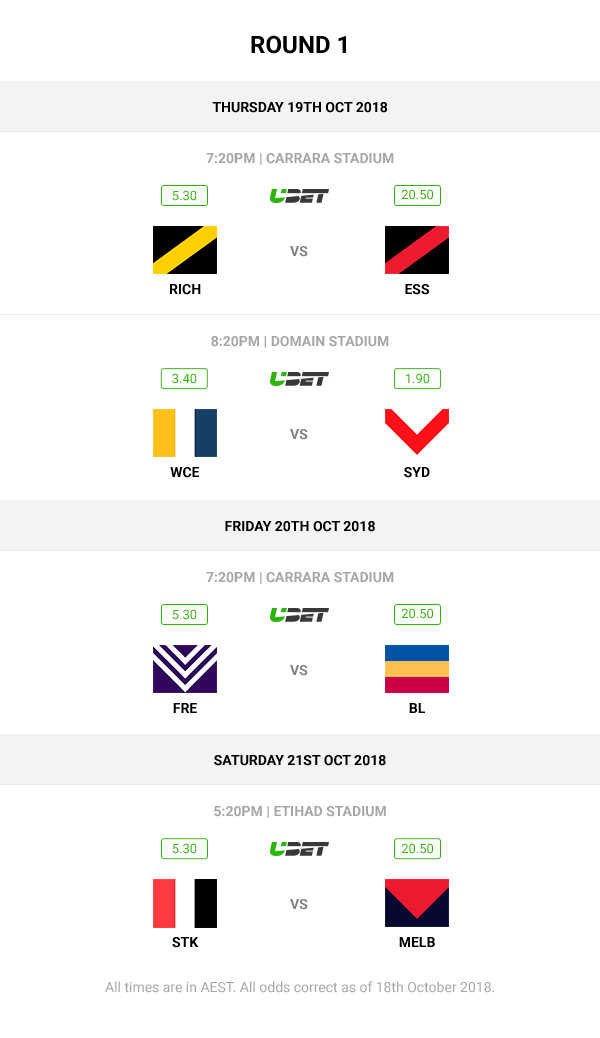 ROUND 1
THURSDAY 19TH OCT 2018
7:20PM | CARRARA STADIUM
5.30 UBET 20.50
VS
RICH ESS
8:20PM | DOMAIN STADIUM
3.40 UBET 1.90
VS
WCE SYD
FRIDAY 20TH OCT 2018
7:20PM | CARRARA STADIUM
5.30 UBET 20.50
VS
FRE BL
SATURDAY 21ST OCT 2018
5:20PM | ETIHAD STADIUM
5.30 UBET 20.50
VS
STK MELB
All times are in AEST. All odds correct as of 18th October 2018.